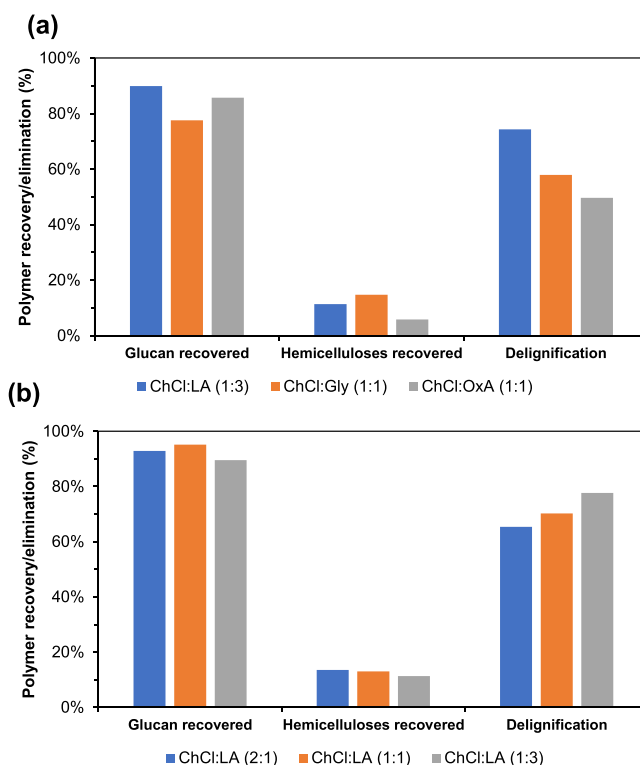 (a)
Polymer recovery/elimination (%)
100%
80%
60%
40%
20%
0%
Glucan recovered
Hemicelluloses recovered
Delignification
ChCl:LA (1:3)
ChCl:Gly (1:1)
ChCl:OxA (1:1)
(b)
Polymer recovery/elimination (%)
100%
80%
60%
40%
20%
0%
Glucan recovered
Hemicelluloses recovered
Delignification
ChCl:LA (2:1)
ChCl:LA (1:1)
ChCl:LA (1:3)